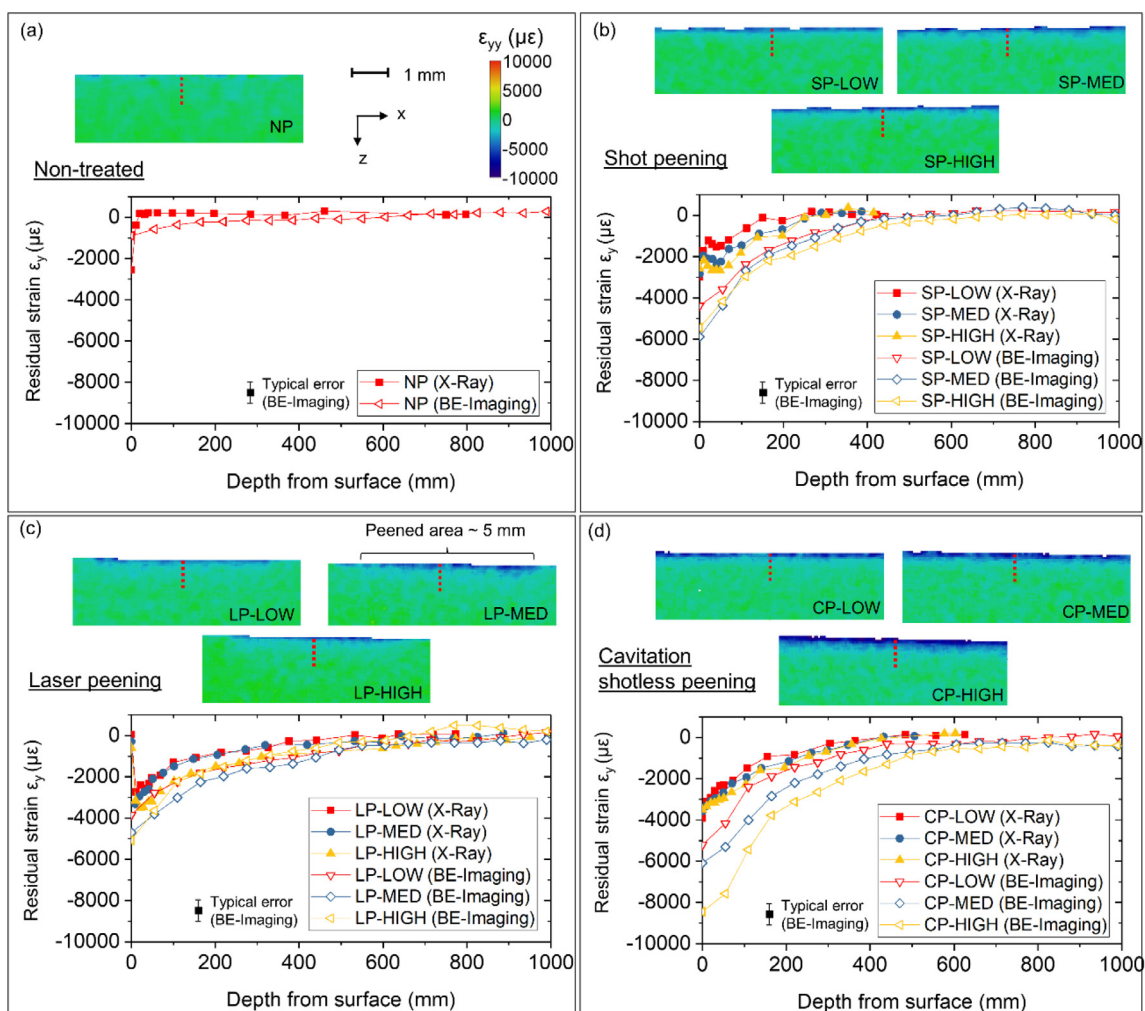 (a)
ε_yy (με)
10000
5000
0
-5000
-10000
1 mm
x
z
NP
Non-treated
Residual strain ε_y (με)
0
-2000
-4000
-6000
-8000
-10000
Typical error
(BE-Imaging)
NP (X-Ray)
NP (BE-Imaging)
0 200 400 600 800 1000
Depth from surface (mm)
(b)
SP-LOW
SP-MED
SP-HIGH
Shot peening
Residual strain ε_y (με)
0
-2000
-4000
-6000
-8000
-10000
SP-LOW (X-Ray)
SP-MED (X-Ray)
SP-HIGH (X-Ray)
SP-LOW (BE-Imaging)
SP-MED (BE-Imaging)
SP-HIGH (BE-Imaging)
Typical error
(BE-Imaging)
0 200 400 600 800 1000
Depth from surface (mm)
(c)
Peened area ~ 5 mm
LP-LOW
LP-MED
LP-HIGH
Laser peening
Residual strain ε_y (με)
0
-2000
-4000
-6000
-8000
-10000
LP-LOW (X-Ray)
LP-MED (X-Ray)
LP-HIGH (X-Ray)
LP-LOW (BE-Imaging)
LP-MED (BE-Imaging)
LP-HIGH (BE-Imaging)
Typical error
(BE-Imaging)
0 200 400 600 800 1000
Depth from surface (mm)
(d)
CP-LOW
CP-MED
CP-HIGH
Cavitation
shotless peening
Residual strain ε_y (με)
0
-2000
-4000
-6000
-8000
-10000
CP-LOW (X-Ray)
CP-MED (X-Ray)
CP-HIGH (X-Ray)
CP-LOW (BE-Imaging)
CP-MED (BE-Imaging)
CP-HIGH (BE-Imaging)
Typical error
(BE-Imaging)
0 200 400 600 800 1000
Depth from surface (mm)